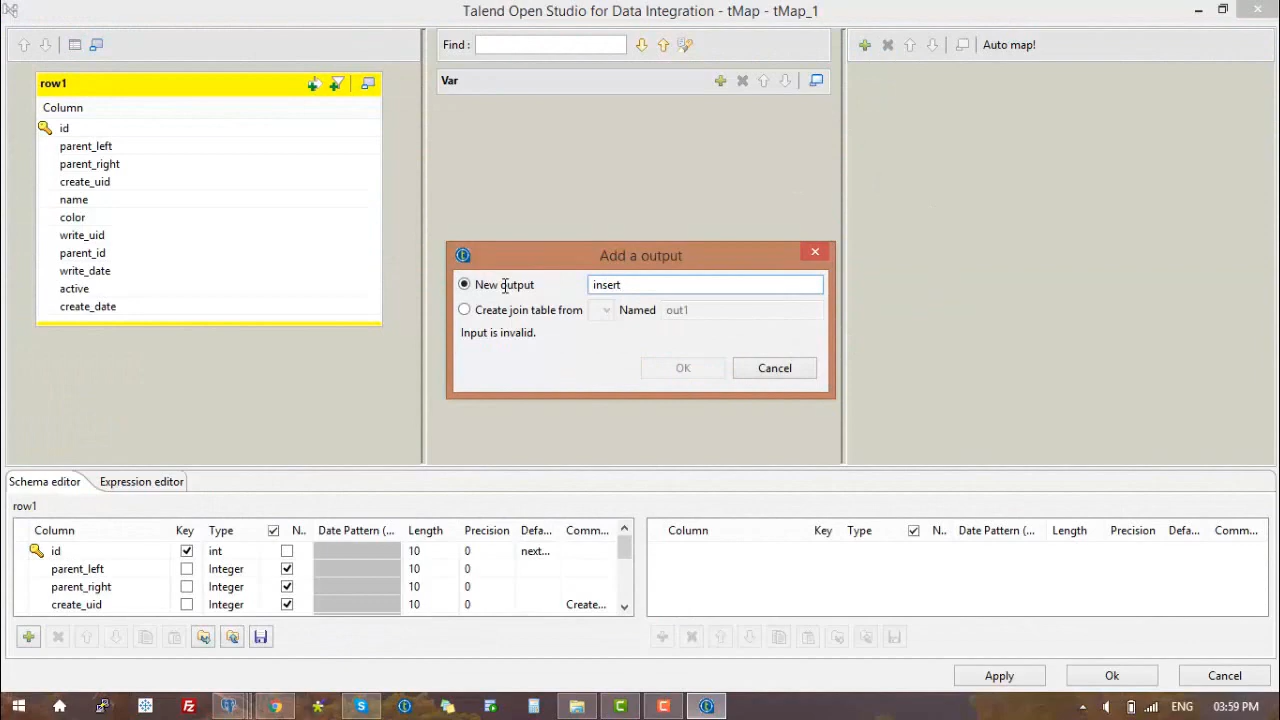 Talend Open Studio for Data Integration - tMap - tMap_1
Find :
Auto map!
row1
Var
Column
id
parent_left
parent_right
create_uid
name
color
write_uid
parent_id
write_date
active
create_date
Add a output
New output insert
Create join table from Named out1
Input is invalid.
OK Cancel
Schema editor Expression editor
row1
Column Key Type N.. Date Pattern (... Length Precision Defa... Comm...
id int 10 0 next...
parent_left Integer 10 0
parent_right Integer 10 0
create_uid Integer 10 0 Create...
Column Key Type N.. Date Pattern (... Length Precision Defa... Comm...
Apply Ok Cancel
ENG 03:59 PM